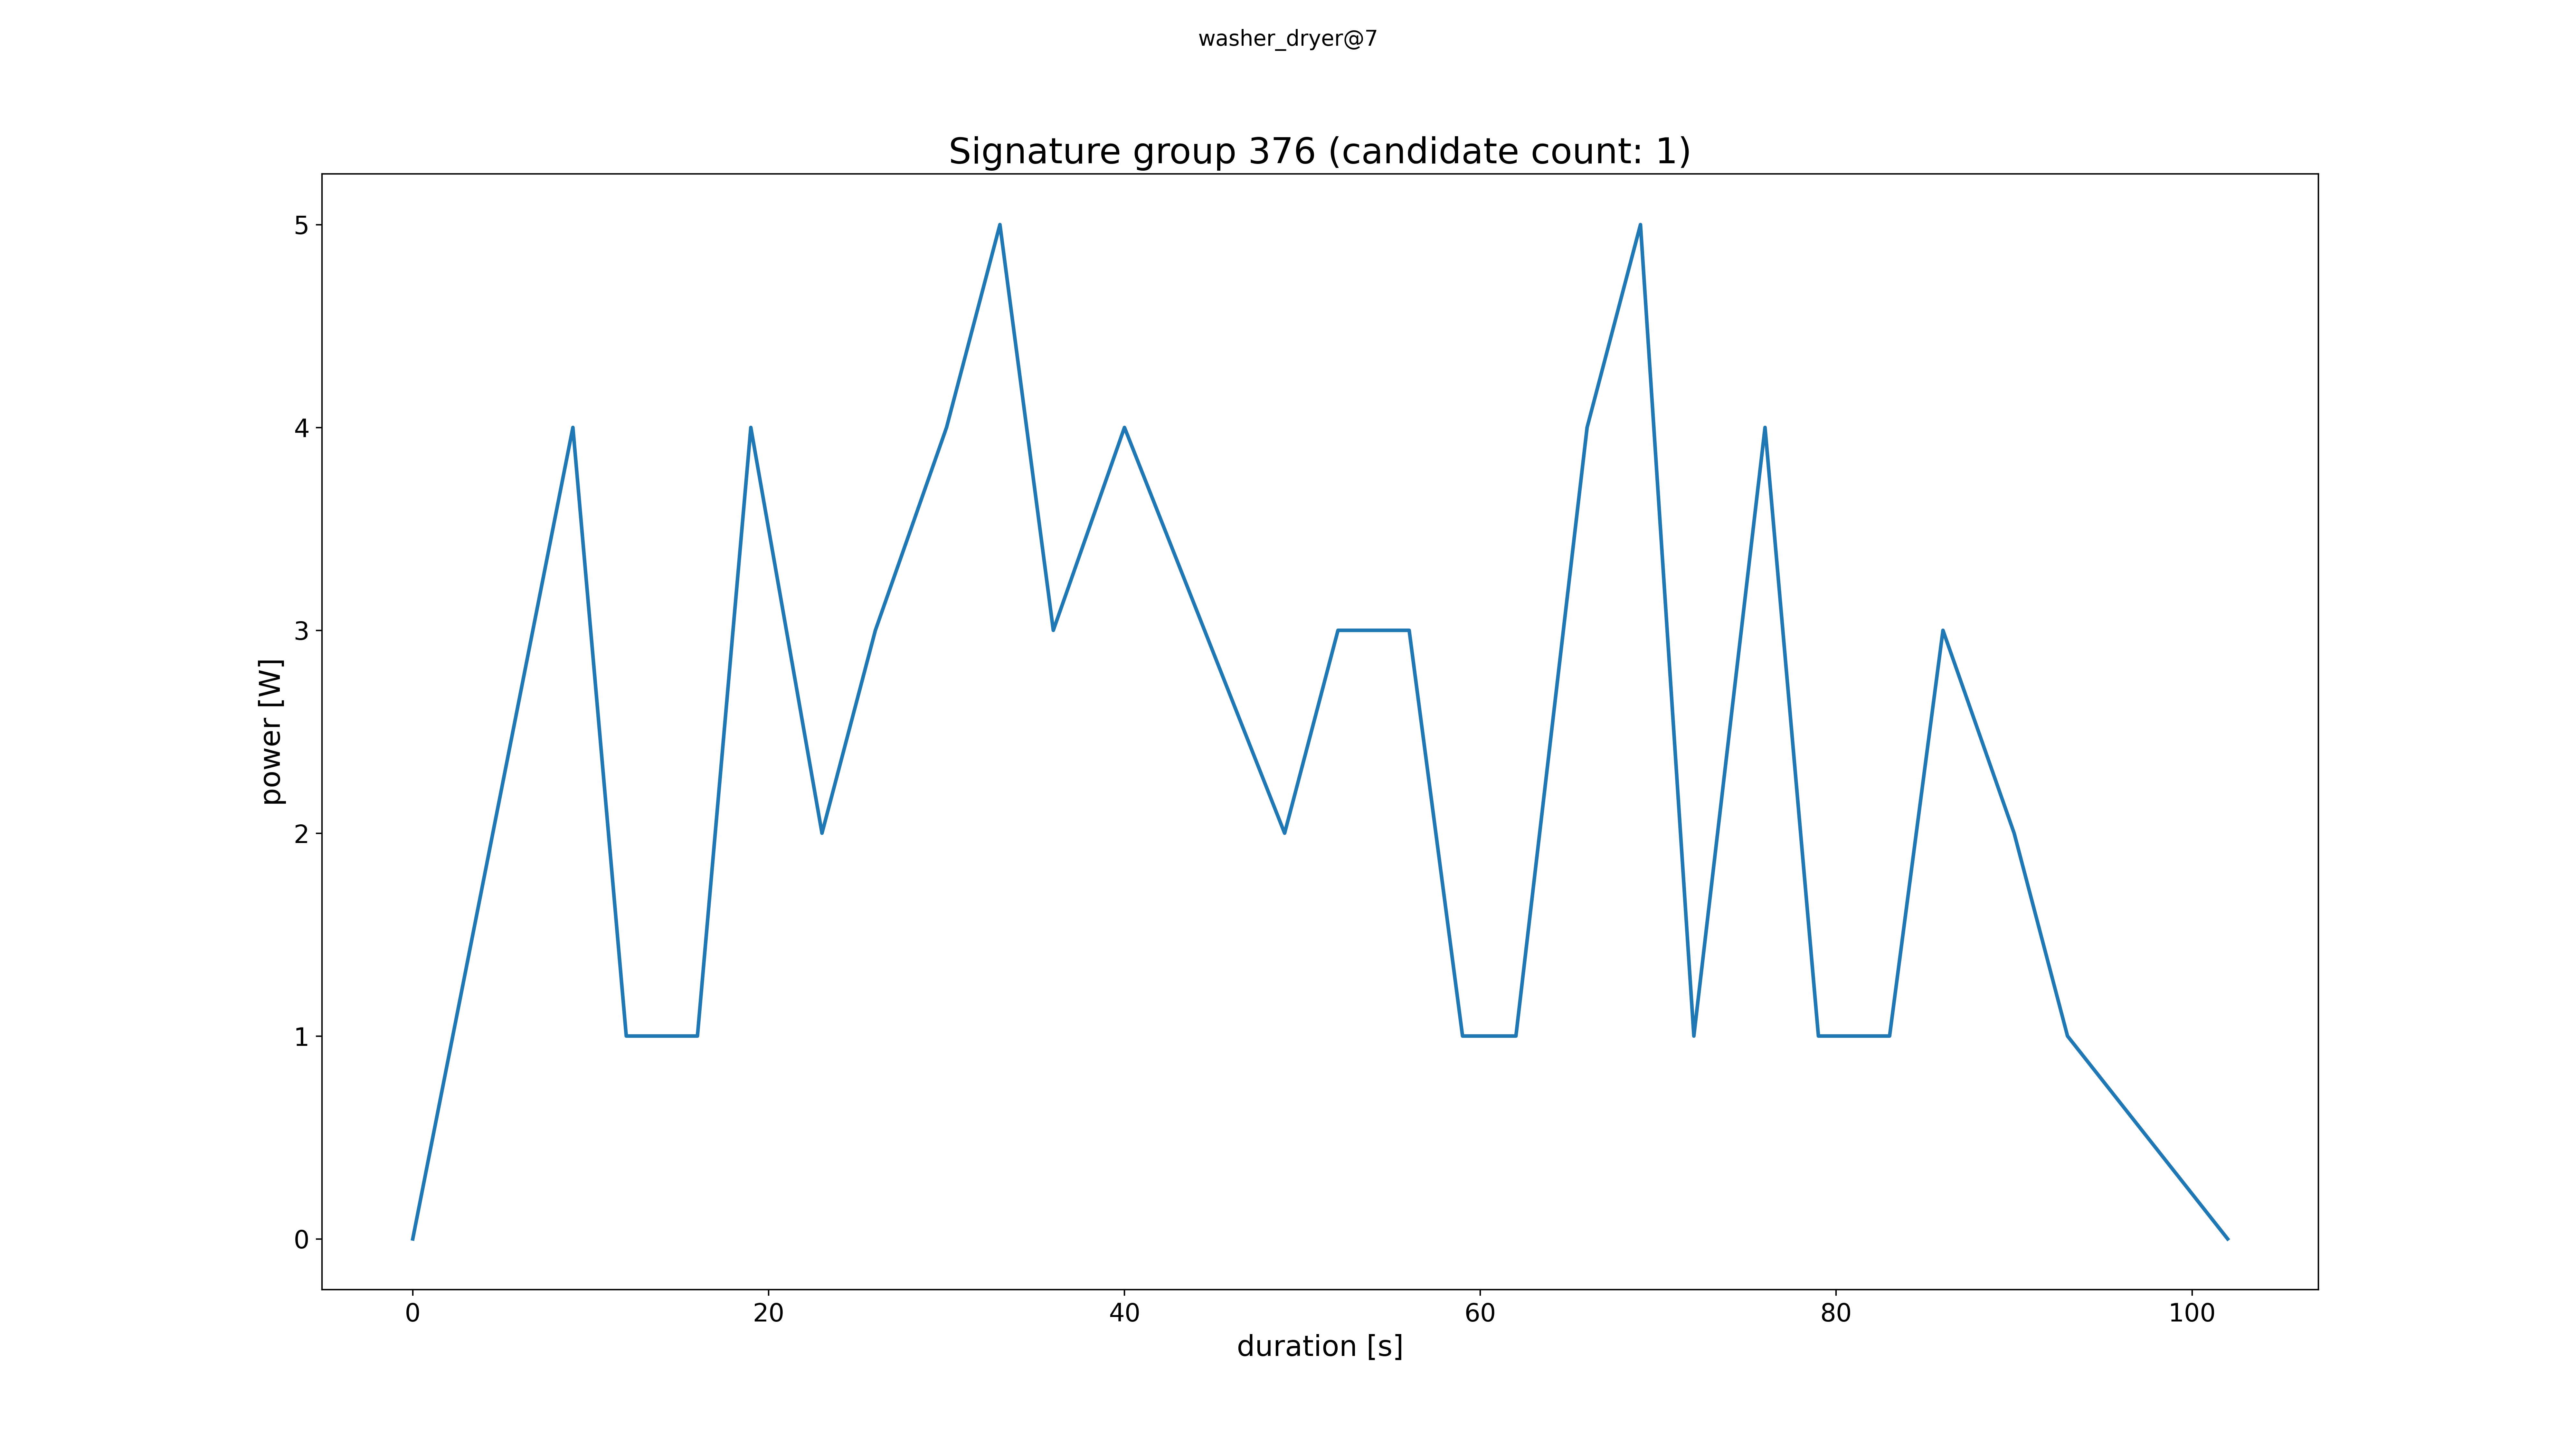 washer_dryer@7
Signature group 376 (candidate count: 1)
5
4
3
2
1
0
power [W]
0 20 40 60 80 100
duration [s]